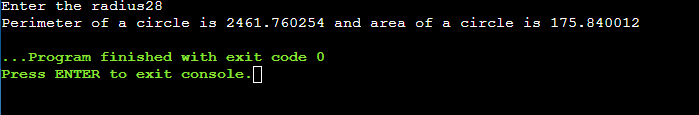 Enter the radius28
Perimeter of a circle is 2461.760254 and area of a circle is 175.840012
...Program finished with exit code 0
Press ENTER to exit console.